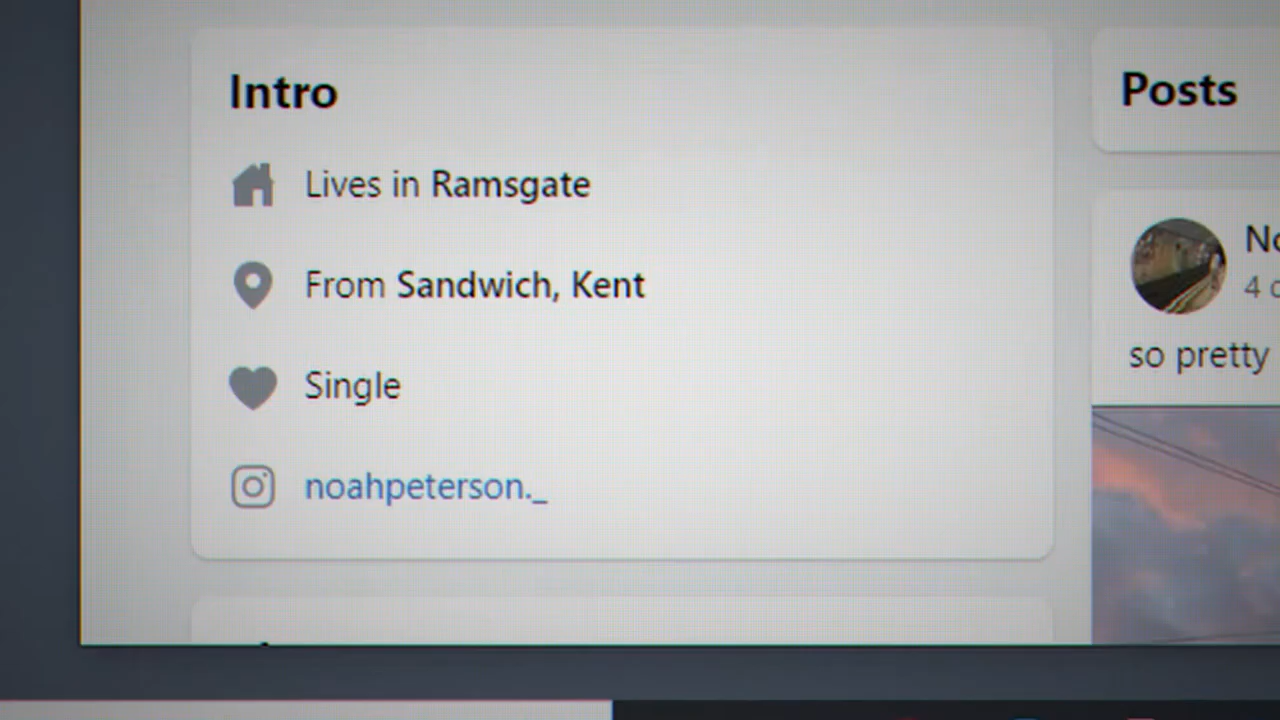 Intro
Lives in Ramsgate
From Sandwich, Kent
Single
noahpeterson._
Posts
so pretty